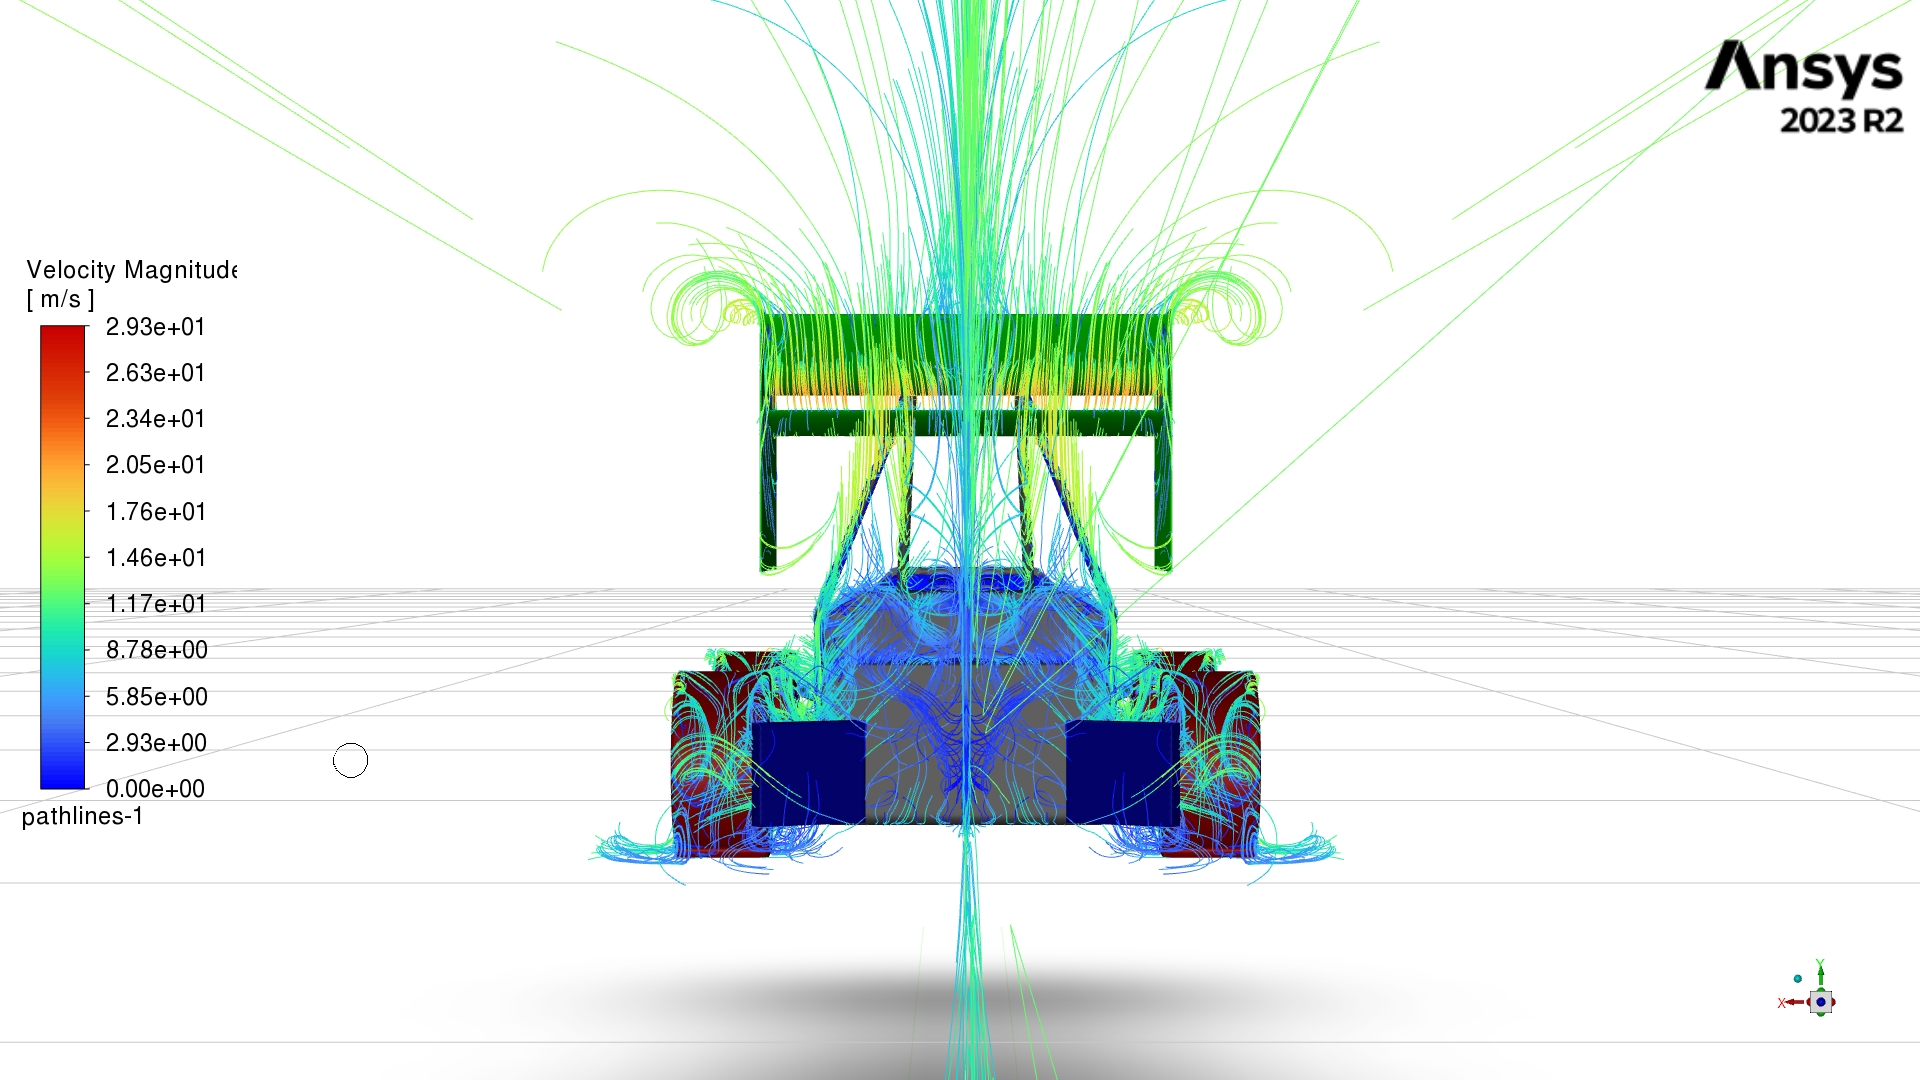 Ansys
2023 R2
Velocity Magnitude
[ m/s ]
2.93e+01
2.63e+01
2.34e+01
2.05e+01
1.76e+01
1.46e+01
1.17e+01
8.78e+00
5.85e+00
2.93e+00
0.00e+00
pathlines-1
Y
X